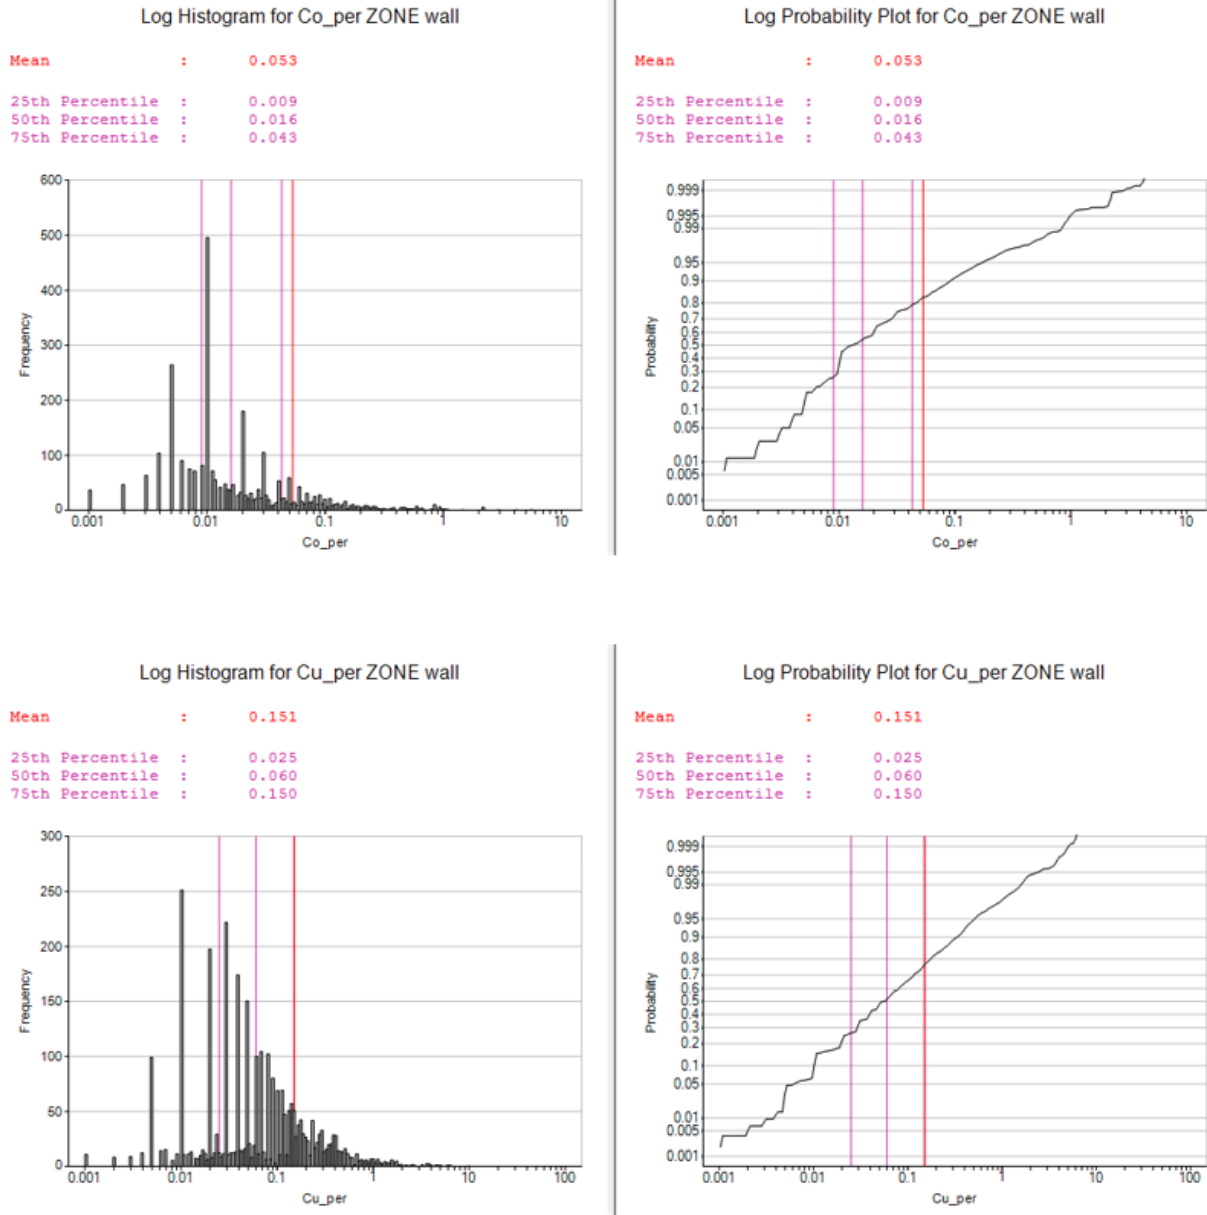 Log Histogram for Co_per ZONE wall
Mean : 0.053
25th Percentile : 0.009
50th Percentile : 0.016
75th Percentile : 0.043
600
500
400
300
200
100
0
Frequency
0.001 0.01 0.1 1 10
Co_per
Log Probability Plot for Co_per ZONE wall
Mean : 0.053
25th Percentile : 0.009
50th Percentile : 0.016
75th Percentile : 0.043
0.999
0.995
0.99
0.95
0.9
0.8
0.7
0.6
0.5
0.4
0.3
0.2
0.1
0.05
0.01
0.005
0.001
Probability
0.001 0.01 0.1 1 10
Co_per
Log Histogram for Cu_per ZONE wall
Mean : 0.151
25th Percentile : 0.025
50th Percentile : 0.060
75th Percentile : 0.150
300
250
200
150
100
50
0
Frequency
0.001 0.01 0.1 1 10 100
Cu_per
Log Probability Plot for Cu_per ZONE wall
Mean : 0.151
25th Percentile : 0.025
50th Percentile : 0.060
75th Percentile : 0.150
0.999
0.995
0.99
0.95
0.9
0.8
0.7
0.6
0.5
0.4
0.3
0.2
0.1
0.05
0.01
0.005
0.001
Probability
0.001 0.01 0.1 1 10 100
Cu_per